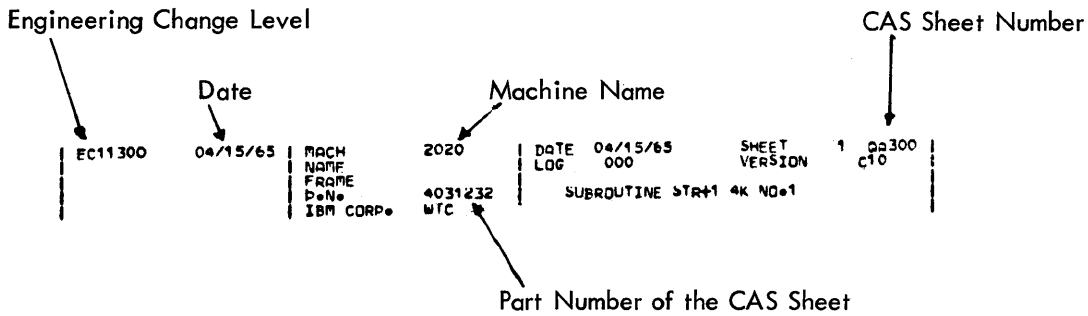 Engineering Change Level
CAS Sheet Number
Date
Machine Name
EC11300 04/15/65 MACH 2020 DATE 04/15/65 SHEET 1 QA300
NAME LOG 000 VERSION C10
FRAME
P.N. 4031232 SUBROUTINE STR+1 4K NO.1
IBM CORP. WTC
Part Number of the CAS Sheet